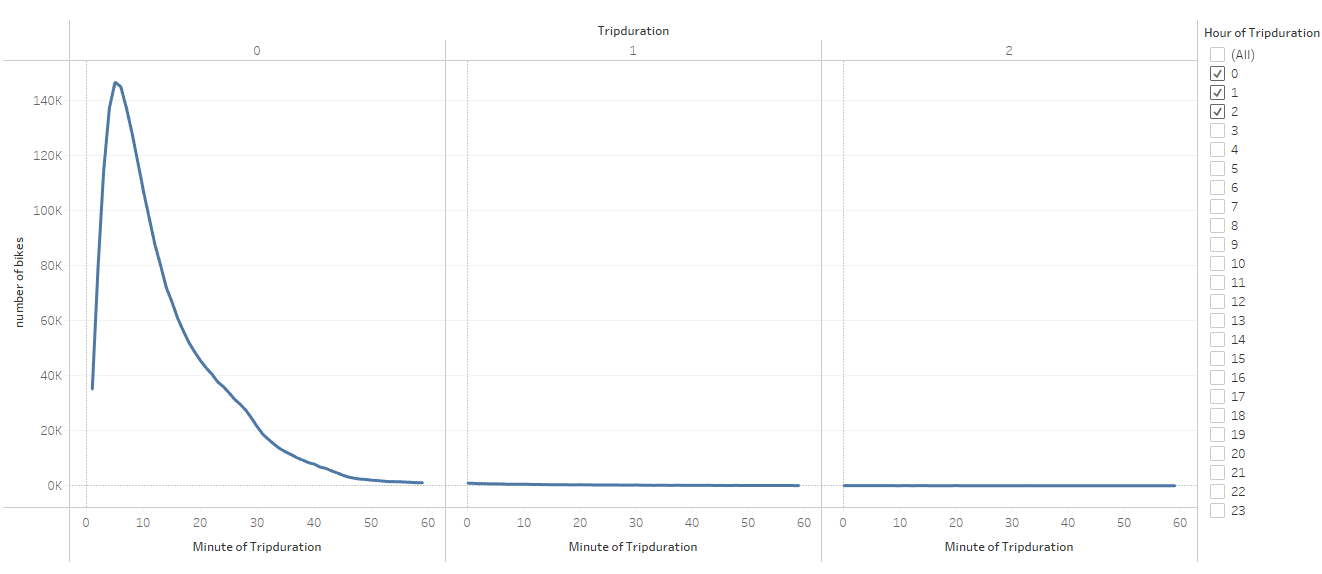 Tripduration
0 1 2
140K
120K
100K
80K
60K
40K
20K
0K
number of bikes
0 10 20 30 40 50 60 0 10 20 30 40 50 60 0 10 20 30 40 50 60
Minute of Tripduration Minute of Tripduration Minute of Tripduration
Hour of Tripduration
(All)
0
1
2
3
4
5
6
7
8
9
10
11
12
13
14
15
16
17
18
19
20
21
22
23